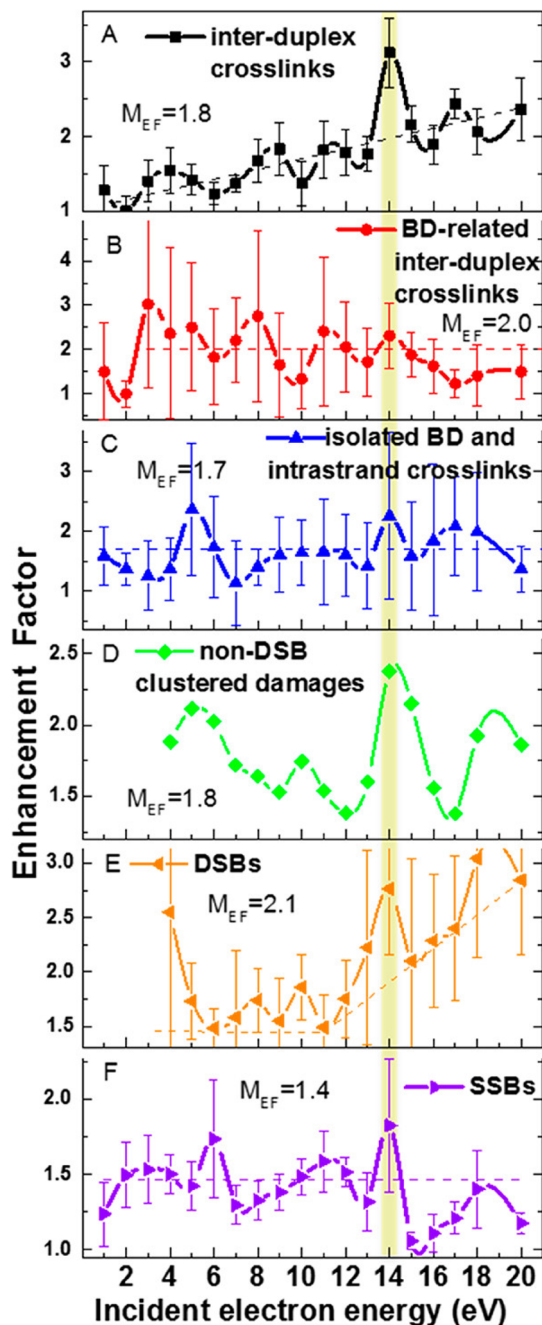 A
inter-duplex
crosslinks
M_EF=1.8
3
2
1
B
BD-related
inter-duplex
crosslinks
M_EF=2.0
4
3
2
1
C
isolated BD and
intrastrand crosslinks
M_EF=1.7
3
2
1
D
non-DSB
clustered damages
M_EF=1.8
2.5
2.0
1.5
E
DSBs
M_EF=2.1
3.0
2.5
2.0
1.5
F
SSBs
M_EF=1.4
2.0
1.5
1.0
Enhancement Factor
2 4 6 8 10 12 14 16 18 20
Incident electron energy (eV)